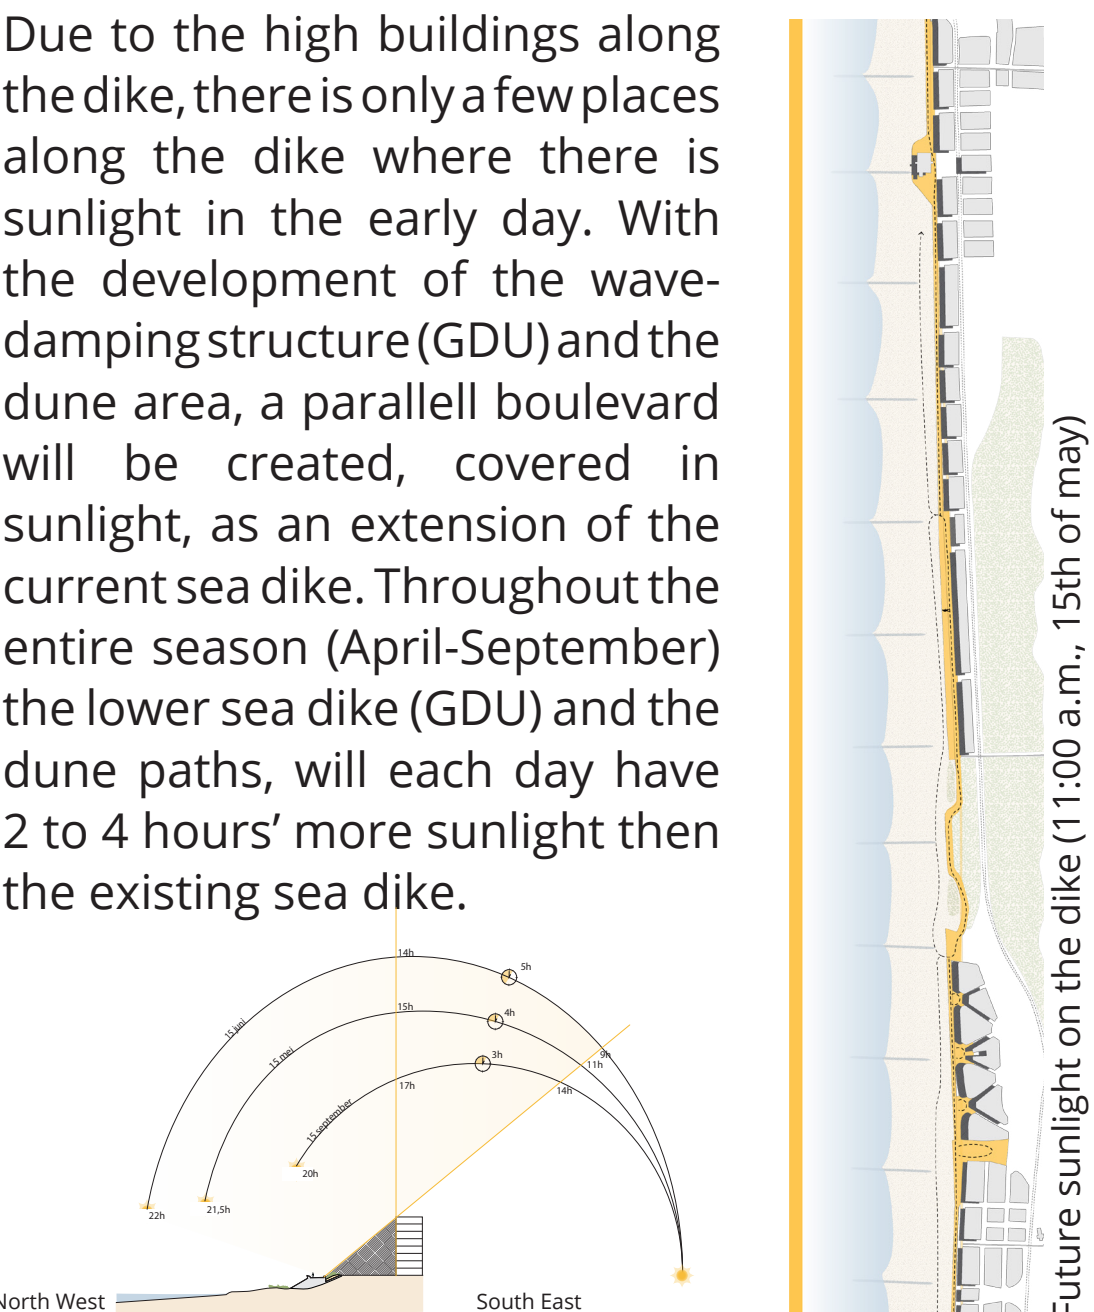 Due to the high buildings along
the dike, there is only a few places
along the dike where there is
sunlight in the early day. With
the development of the wave-
damping structure (GDU) and the
dune area, a parallell boulevard
will be created, covered in
sunlight, as an extension of the
current sea dike. Throughout the
entire season (April-September)
the lower sea dike (GDU) and the
dune paths, will each day have
2 to 4 hours’ more sunlight then
the existing sea dike.
14h
5h
15h
4h
15 juni
15 mei
3h
9h
11h
17h
14h
15 september
20h
21,5h
22h
North West
South East
Future sunlight on the dike (11:00 a.m., 15th of may)